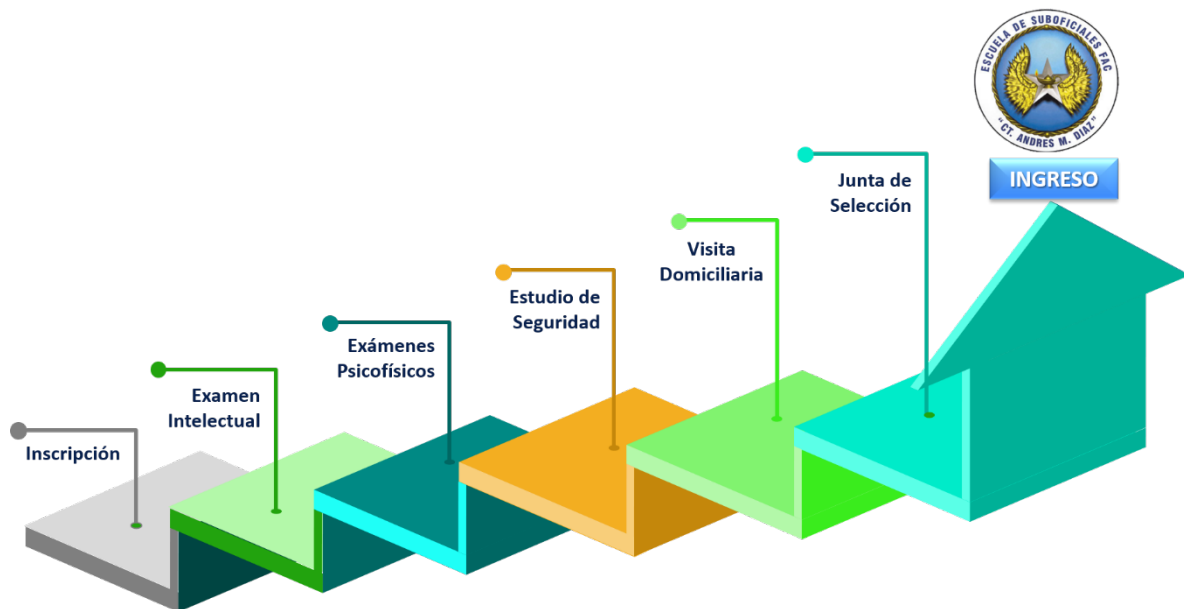 Inscripción
Examen
Intelectual
Exámenes
Psicofísicos
Estudio de
Seguridad
Visita
Domiciliaria
Junta de
Selección
ESCUELA DE SUBOFICIALES FAC
"CT. ANDRES M. DIAZ"
INGRESO